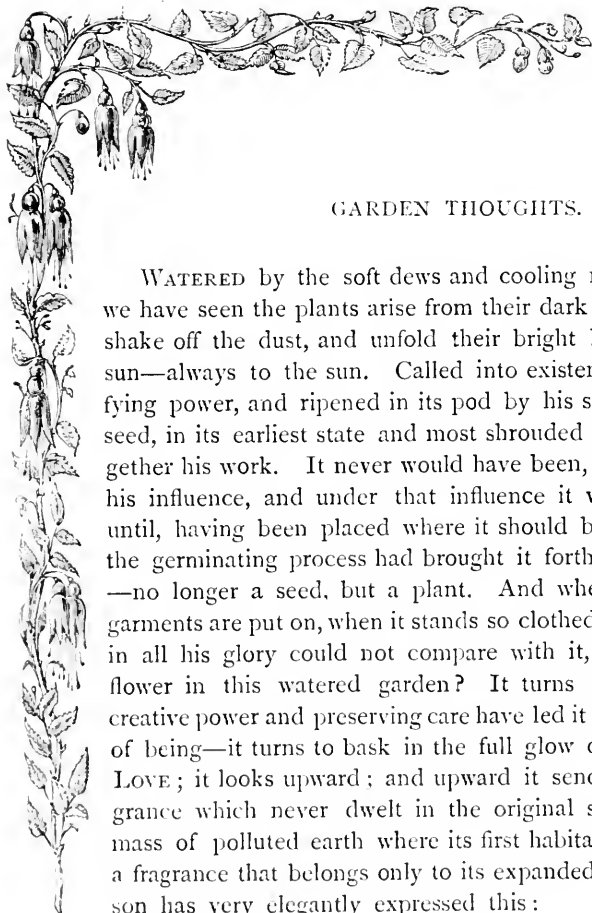 GARDEN THOUGHTS.
WATERED by the soft dews and cooling
we have seen the plants arise from their dark
shake off the dust, and unfold their bright
sun—always to the sun. Called into existen
fying power, and ripened in its pod by his s
seed, in its earliest state and most shrouded
gether his work. It never would have been,
his influence, and under that influence it
until, having been placed where it should b
the germinating process had brought it forth
—no longer a seed, but a plant. And whe
garments are put on, when it stands so clothed
in all his glory could not compare with it,
flower in this watered garden? It turns
creative power and preserving care have led it
of being—it turns to bask in the full glow
LOVE; it looks upward; and upward it send
grance which never dwelt in the original s
mass of polluted earth where its first habita
a fragrance that belongs only to its expanded
son has very elegantly expressed this: